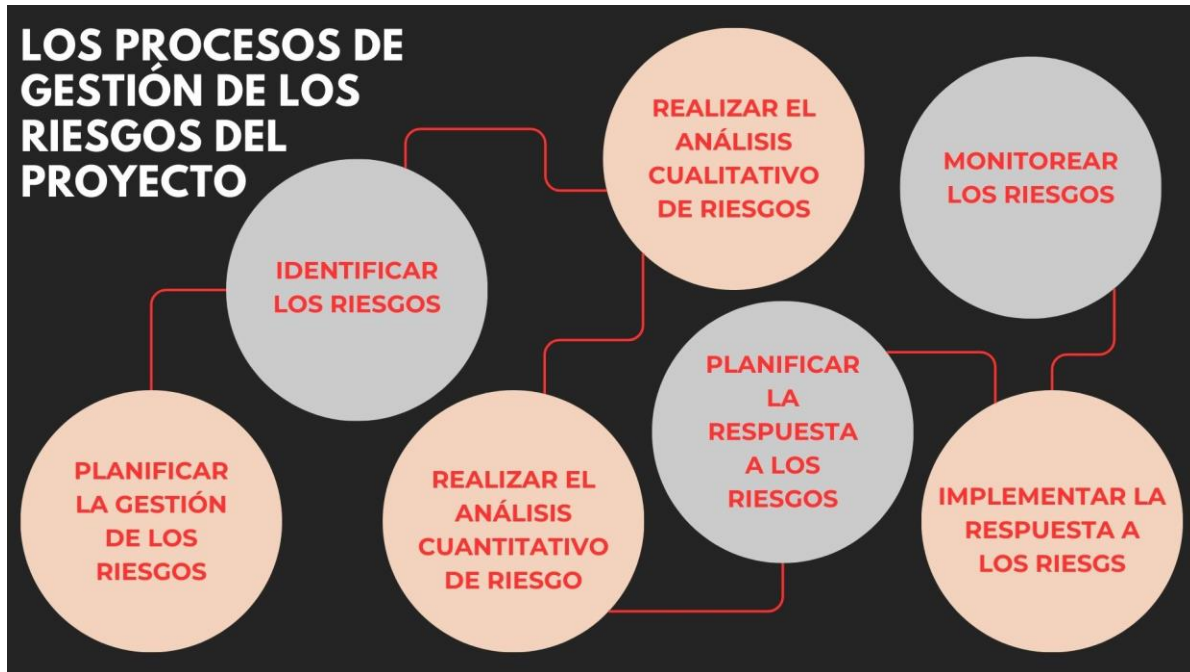 LOS PROCESOS DE
GESTIÓN DE LOS
RIESGOS DEL
PROYECTO
PLANIFICAR
LA GESTIÓN
DE LOS
RIESGOS
IDENTIFICAR
LOS RIESGOS
REALIZAR EL
ANÁLISIS
CUALITATIVO
DE RIESGOS
REALIZAR EL
ANÁLISIS
CUANTITATIVO
DE RIESGO
PLANIFICAR
LA
RESPUESTA
A LOS
RIESGOS
IMPLEMENTAR LA
RESPUESTA A
LOS RIESGS
MONITOREAR
LOS RIESGOS